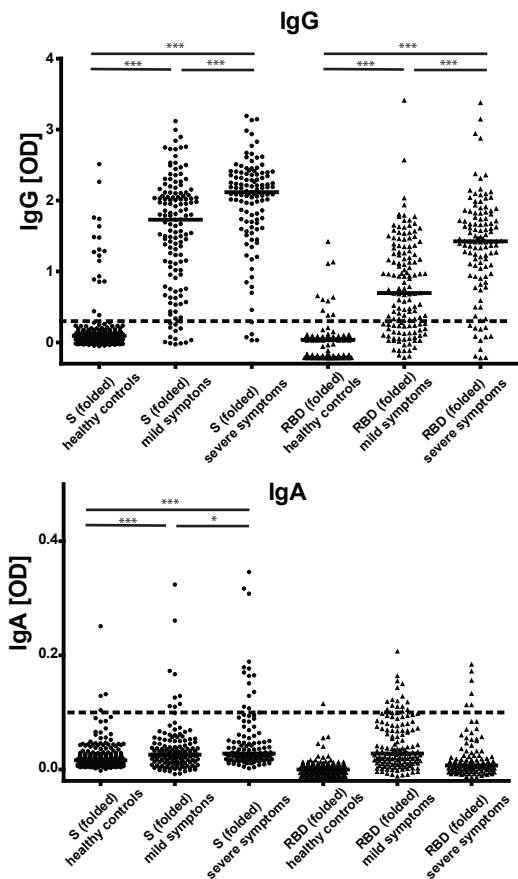 IgG
***
***
***
***
***
***
IgG [OD]
4
3
2
1
0
S (folded)
healthy controls
S (folded)
mild symptoms
S (folded)
severe symptoms
RBD (folded)
healthy controls
RBD (folded)
mild symptoms
RBD (folded)
severe symptoms
IgA
***
***
*
IgA [OD]
0.4
0.2
0.0
S (folded)
healthy controls
S (folded)
mild symptoms
S (folded)
severe symptoms
RBD (folded)
healthy controls
RBD (folded)
mild symptoms
RBD (folded)
severe symptoms